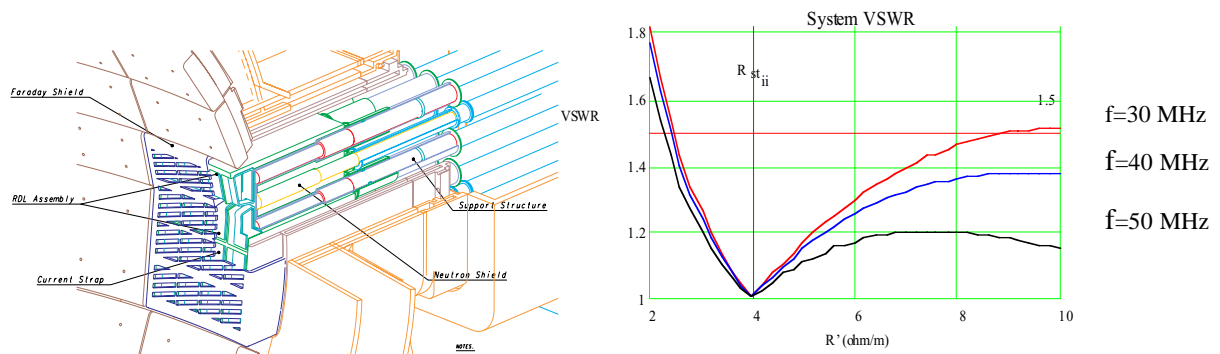 Faraday Shield
RDL Assembly
Current Strap
Support Structure
Neutron Shield
NOTES.
System VSWR
VSWR
1.8
1.6
1.4
1.2
1
R st ii
1.5
2
4
6
8
10
R' (ohm/m)
f=30 MHz
f=40 MHz
f=50 MHz